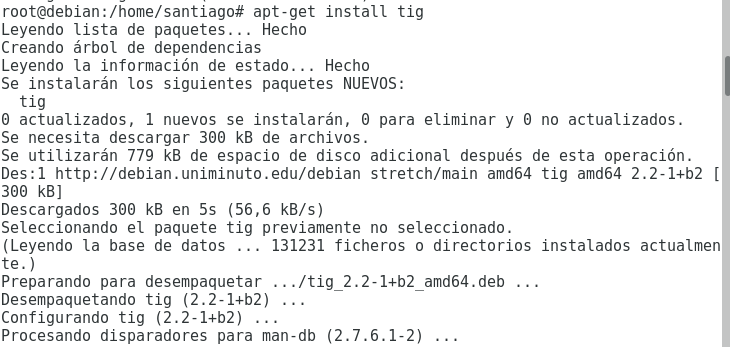 root@debian:/home/santiago# apt-get install tig
Leyendo lista de paquetes... Hecho
Creando árbol de dependencias
Leyendo la información de estado... Hecho
Se instalarán los siguientes paquetes NUEVOS:
  tig
0 actualizados, 1 nuevos se instalarán, 0 para eliminar y 0 no actualizados.
Se necesita descargar 300 kB de archivos.
Se utilizarán 779 kB de espacio de disco adicional después de esta operación.
Des:1 http://debian.uniminuto.edu/debian stretch/main amd64 tig amd64 2.2-1+b2 [
300 kB]
Descargados 300 kB en 5s (56,6 kB/s)
Seleccionando el paquete tig previamente no seleccionado.
(Leyendo la base de datos ... 131231 ficheros o directorios instalados actualmen
te.)
Preparando para desempaquetar .../tig_2.2-1+b2_amd64.deb ...
Desempaquetando tig (2.2-1+b2) ...
Configurando tig (2.2-1+b2) ...
Procesando disparadores para man-db (2.7.6.1-2) ...